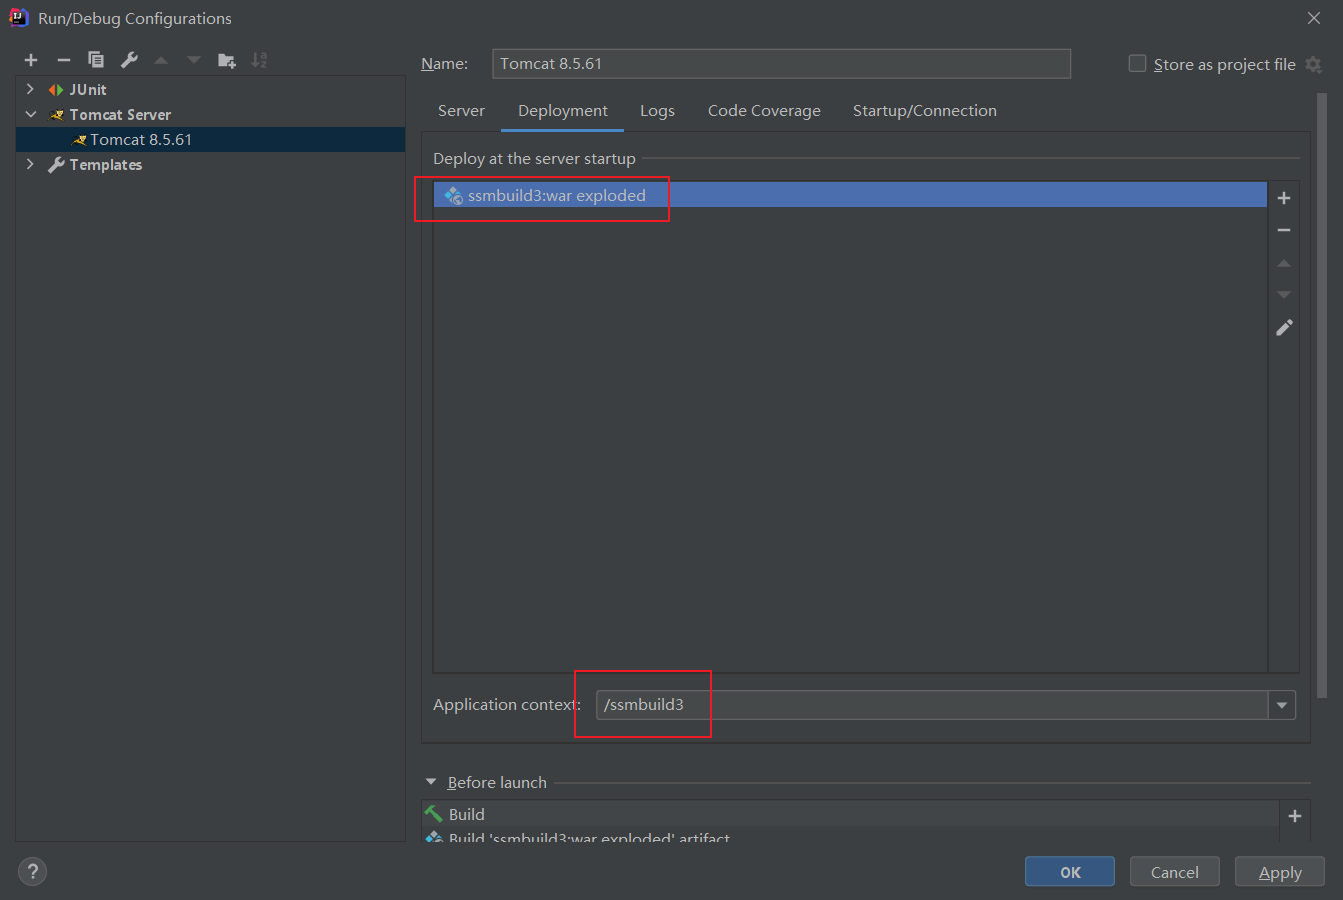 Run/Debug Configurations
JUnit
Tomcat Server
Tomcat 8.5.61
Templates
Name: Tomcat 8.5.61
Store as project file
Server Deployment Logs Code Coverage Startup/Connection
Deploy at the server startup
ssmbuild3:war exploded
Application context: /ssmbuild3
Before launch
Build
Build 'ssmbuild3:war exploded' artifact
?
OK Cancel Apply